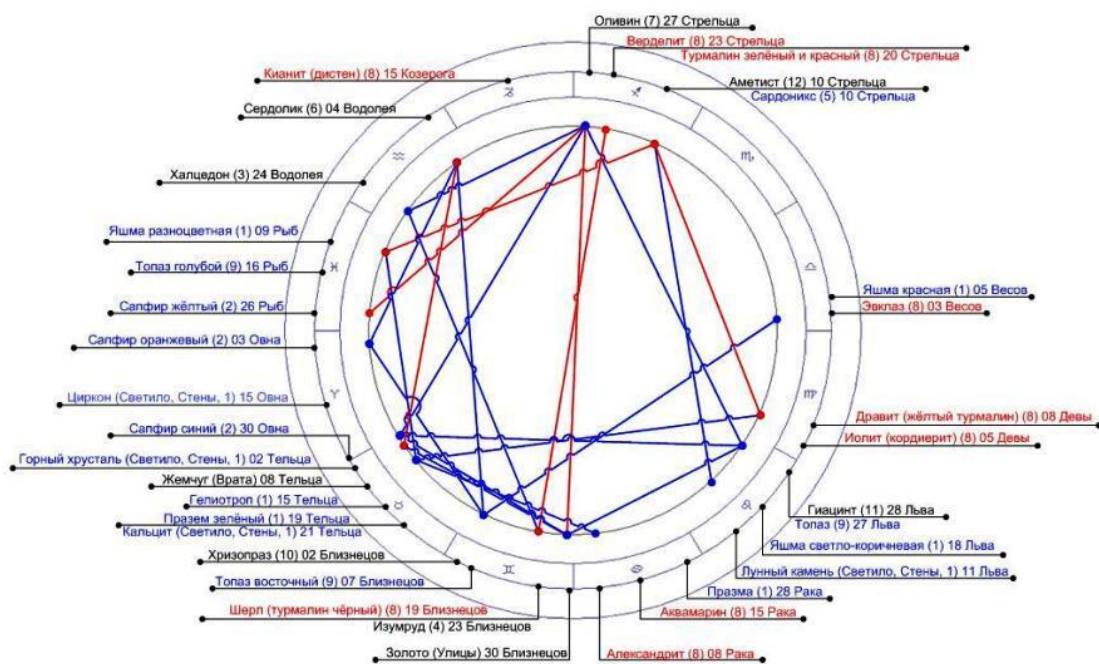 Оливин (7) 27 Стрельца
Верделит (8) 23 Стрельца
Турмалин зелёный и красный (8) 20 Стрельца
Кианит (дистен) (8) 15 Козерога
Аметист (12) 10 Стрельца
Сардоникс (5) 10 Стрельца
Сердолик (6) 04 Водолея
Халцедон (3) 24 Водолея
Яшма разноцветная (1) 09 Рыб
Топаз голубой (9) 16 Рыб
Сапфир жёлтый (2) 26 Рыб
Сапфир оранжевый (2) 03 Овна
Циркон (Светило, Стены, 1) 15 Овна
Сапфир синий (2) 30 Овна
Горный хрусталь (Светило, Стены, 1) 02 Тельца
Жемчуг (Врата) 08 Тельца
Гелиотроп (1) 15 Тельца
Празем зелёный (1) 19 Тельца
Кальцит (Светило, Стены, 1) 21 Тельца
Хризопраз (10) 02 Близнецов
Топаз восточный (9) 07 Близнецов
Шерл (турмалин чёрный) (8) 19 Близнецов
Изумруд (4) 23 Близнецов
Золото (Улицы) 30 Близнецов
Яшма красная (1) 05 Весов
Эвклаз (8) 03 Весов
Дравит (жёлтый турмалин) (8) 08 Девы
Иолит (кордиерит) (8) 05 Девы
Гиацинт (11) 28 Льва
Топаз (9) 27 Льва
Яшма светло-коричневая (1) 18 Льва
Лунный камень (Светило, Стены, 1) 11 Льва
Празма (1) 28 Рака
Аквамарин (8) 15 Рака
Александрит (8) 08 Рака